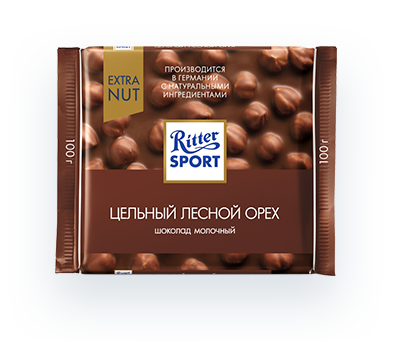 EXTRA
NUT
ПРОИЗВОДИТСЯ
В ГЕРМАНИИ
С НАТУРАЛЬНЫМИ
ИНГРЕДИЕНТАМИ
Ritter
SPORT
ЦЕЛЬНЫЙ ЛЕСНОЙ ОРЕХ
шоколад молочный
100 г
100 г